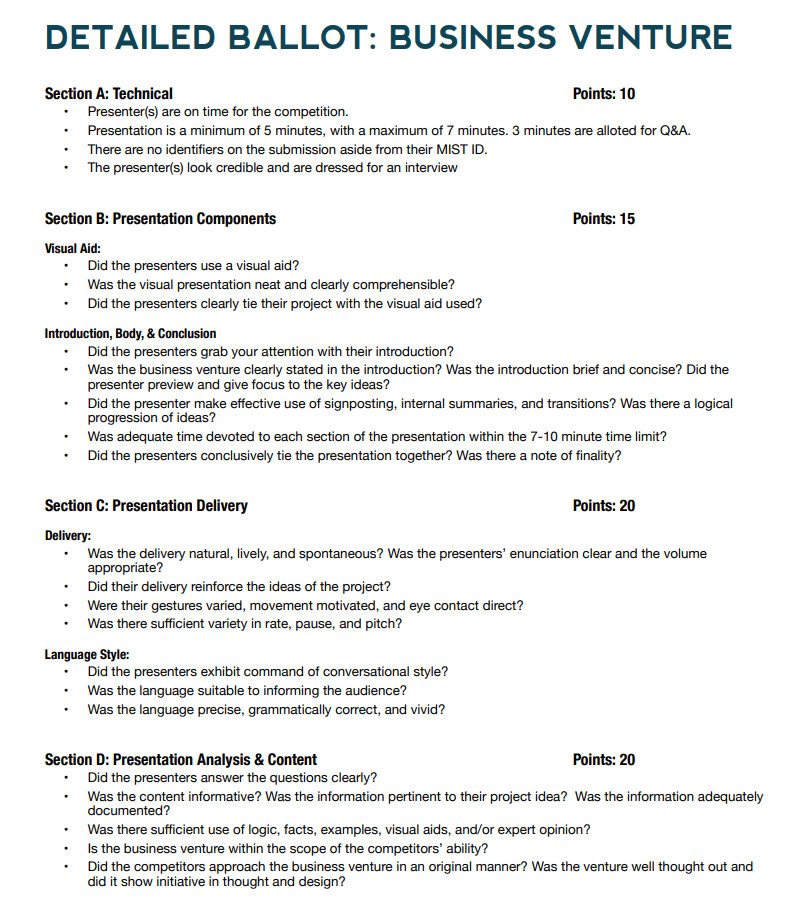 DETAILED BALLOT: BUSINESS VENTURE
Section A: Technical Points: 10
• Presenter(s) are on time for the competition.
• Presentation is a minimum of 5 minutes, with a maximum of 7 minutes. 3 minutes are alloted for Q&A.
• There are no identifiers on the submission aside from their MIST ID.
• The presenter(s) look credible and are dressed for an interview
Section B: Presentation Components Points: 15
Visual Aid:
• Did the presenters use a visual aid?
• Was the visual presentation neat and clearly comprehensible?
• Did the presenters clearly tie their project with the visual aid used?
Introduction, Body, & Conclusion
• Did the presenters grab your attention with their introduction?
• Was the business venture clearly stated in the introduction? Was the introduction brief and concise? Did the
presenter preview and give focus to the key ideas?
• Did the presenter make effective use of signposting, internal summaries, and transitions? Was there a logical
progression of ideas?
• Was adequate time devoted to each section of the presentation within the 7-10 minute time limit?
• Did the presenters conclusively tie the presentation together? Was there a note of finality?
Section C: Presentation Delivery Points: 20
Delivery:
• Was the delivery natural, lively, and spontaneous? Was the presenters' enunciation clear and the volume
appropriate?
• Did their delivery reinforce the ideas of the project?
• Were their gestures varied, movement motivated, and eye contact direct?
• Was there sufficient variety in rate, pause, and pitch?
Language Style:
• Did the presenters exhibit command of conversational style?
• Was the language suitable to informing the audience?
• Was the language precise, grammatically correct, and vivid?
Section D: Presentation Analysis & Content Points: 20
• Did the presenters answer the questions clearly?
• Was the content informative? Was the information pertinent to their project idea? Was the information adequately
documented?
• Was there sufficient use of logic, facts, examples, visual aids, and/or expert opinion?
• Is the business venture within the scope of the competitors' ability?
• Did the competitors approach the business venture in an original manner? Was the venture well thought out and
did it show initiative in thought and design?